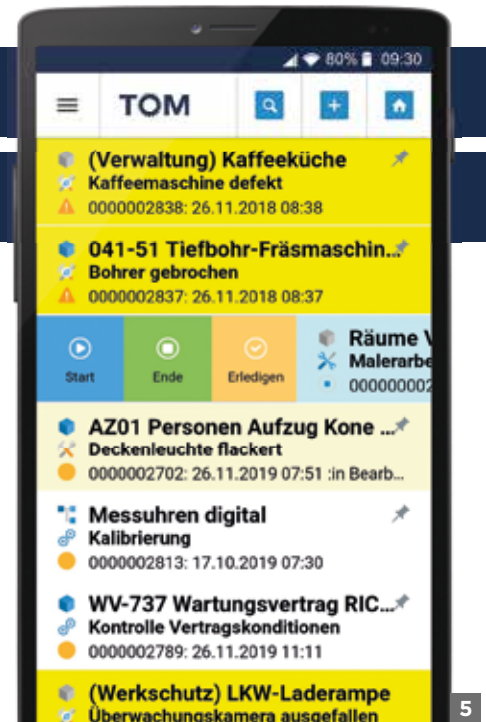 80% 09:30
TOM
(Verwaltung) Kaffeeküche
Kaffeemaschine defekt
0000002838: 26.11.2018 08:38
041-51 Tiefbohr-Fräsmaschin...
Bohrer gebrochen
0000002837: 26.11.2018 08:37
Start
Ende
Erledigen
Räume V
Malerarbe
000000002
AZ01 Personen Aufzug Kone ...
Deckenleuchte flackert
0000002702: 26.11.2019 07:51 :in Bearb...
Messuhren digital
Kalibrierung
0000002813: 17.10.2019 07:30
WV-737 Wartungsvertrag RIC...
Kontrolle Vertragskonditionen
0000002789: 26.11.2019 11:11
(Werkschutz) LKW-Laderampe
Überwachungskamera ausgefallen
5